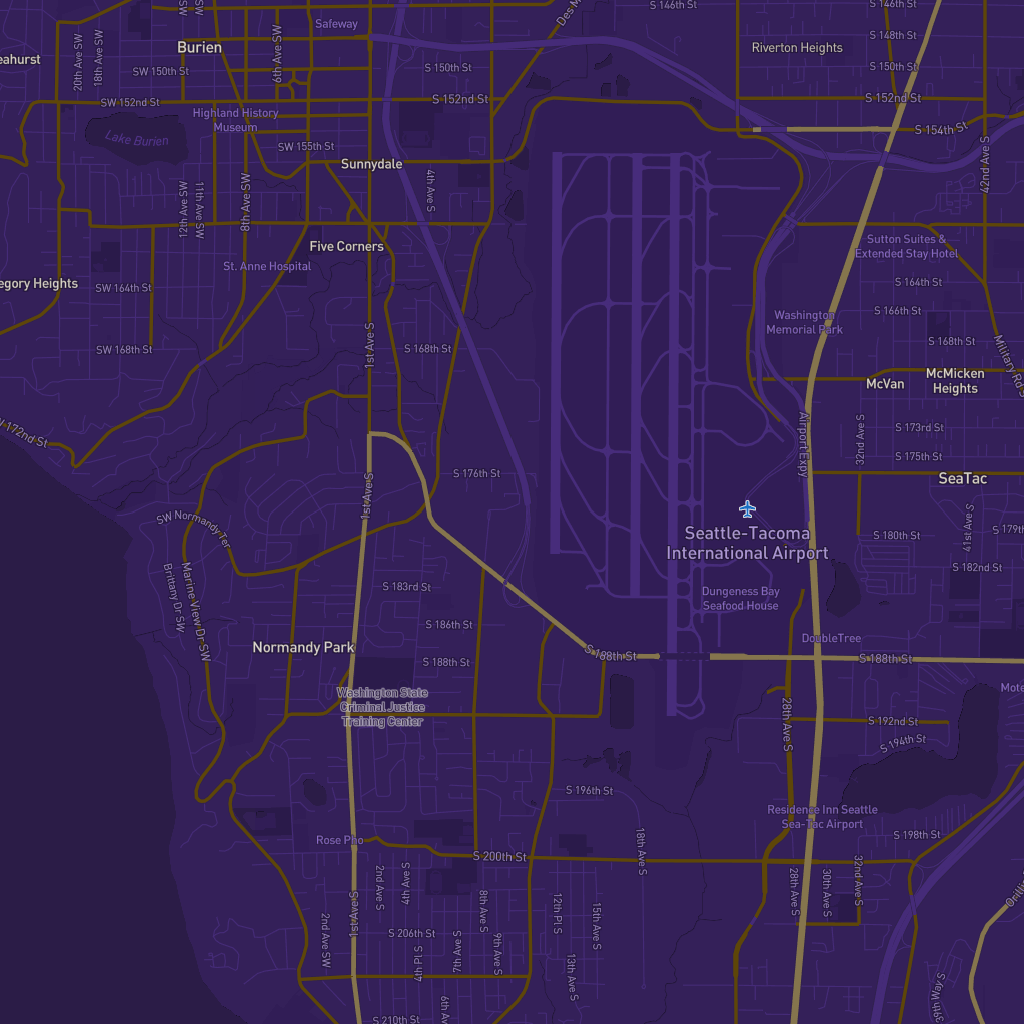 S 146th St
S 146th St
SW
SW
Des M
Safeway
S 148th St
Burien
20th Ave SW
18th Ave SW
6th Ave SW
Riverton Heights
eahurst
SW 150th St
S 150th St
S 150th St
SW 152nd St
S 152nd St
S 152nd St
Highland History
Museum
S 154th St
Lake Burien
SW 155th St
Sunnydale
42nd Ave S
12th Ave SW
11th Ave SW
8th Ave SW
4th Ave S
Five Corners
Sutton Suites &
Extended Stay Hotel
St. Anne Hospital
egory Heights
SW 164th St
S 164th St
S 166th St
Washington
Memorial Park
SW 168th St
1st Ave S
S 168th St
S 168th St
Military Rd S
McVan
McMicken
Heights
W 172nd St
Airport Expy
32nd Ave S
S 173rd St
S 175th St
S 176th St
SeaTac
1st Ave S
SW Normandy Ter
41st Ave S
S 179th
Seattle-Tacoma
International Airport
S 180th St
S 182nd St
Brittany Dr SW
Marine View Dr SW
S 183rd St
Dungeness Bay
Seafood House
S 186th St
DoubleTree
Normandy Park
S 188th St
S 188th St
S 188th St
Washington State
Criminal Justice
Training Center
Mote
28th Ave S
S 192nd St
S 194th St
S 196th St
Residence Inn Seattle
Sea-Tac Airport
18th Ave S
S 198th St
Rose Pho
S 200th St
2nd Ave S
4th Ave S
28th Ave S
30th Ave S
32nd Ave S
1st Ave S
2nd Ave SW
8th Ave S
12th Pl S
15th Ave S
S 206th St
4th Pl S
7th Ave S
9th Ave S
13th Ave S
39th Way S
6th Av
S 210th St